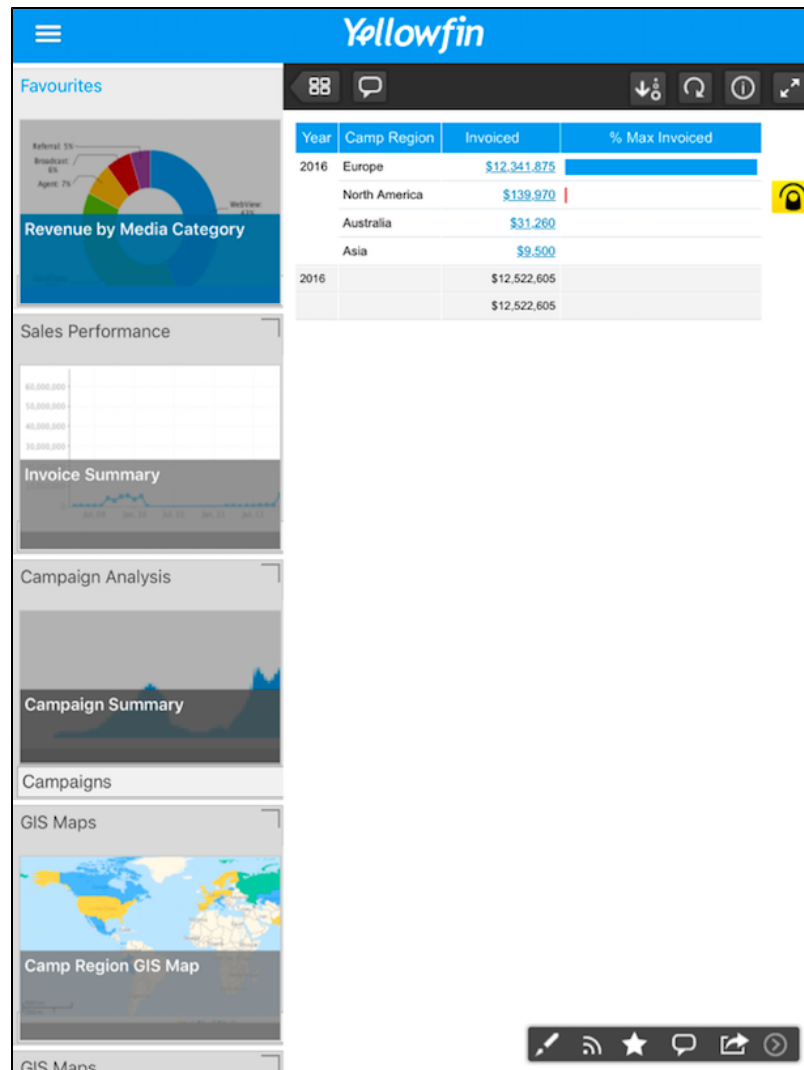 Yellowfin
Favourites
Referral: 5%
Broadcast:
6%
Agent: 7%
WebView:
Revenue by Media Category
Sales Performance
60,000,000
50,000,000
40,000,000
30,000,000
Invoice Summary
0
Campaign Analysis
Campaign Summary
Campaigns
GIS Maps
Camp Region GIS Map
GIS Maps
Year Camp Region Invoiced % Max Invoiced
2016 Europe $12,341,875
North America $139,970
Australia $31,260
Asia $9,500
2016 $12,522,605
$12,522,605